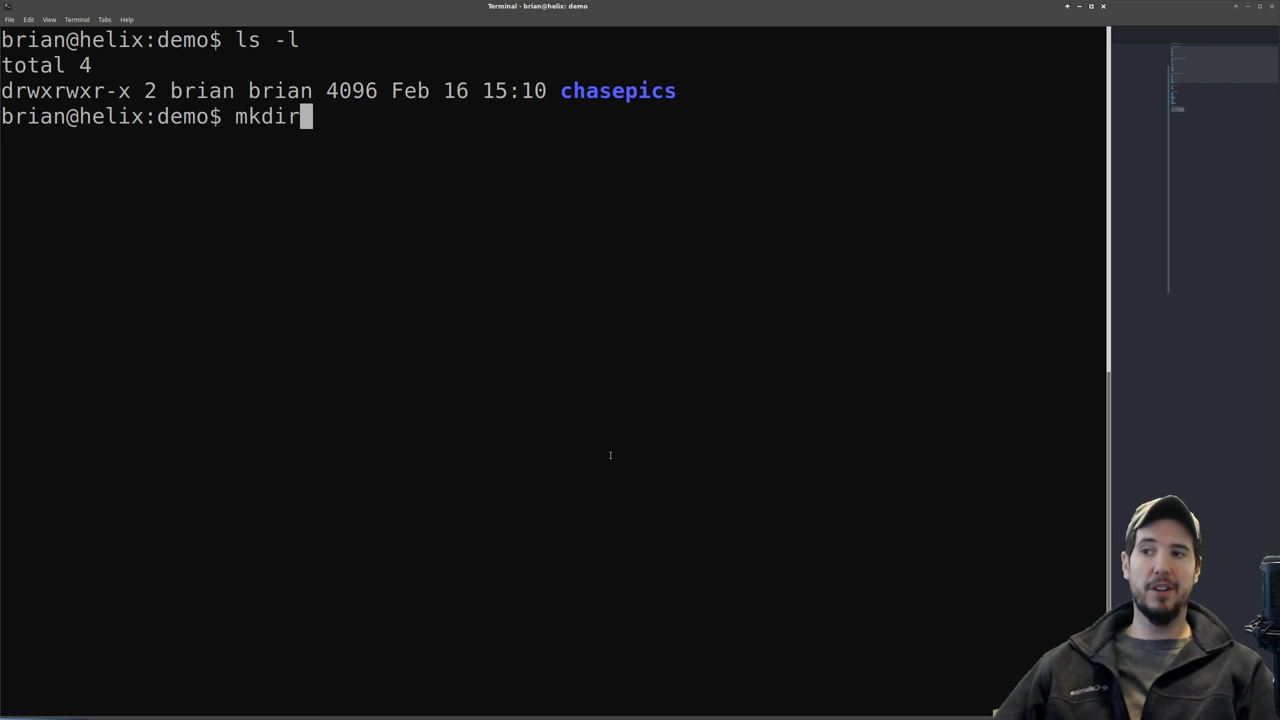 Terminal - brian@helix: demo
File Edit View Terminal Tabs Help
brian@helix:demo$ ls -l
total 4
drwxrwxr-x 2 brian brian 4096 Feb 16 15:10 chasepics
brian@helix:demo$ mkdir